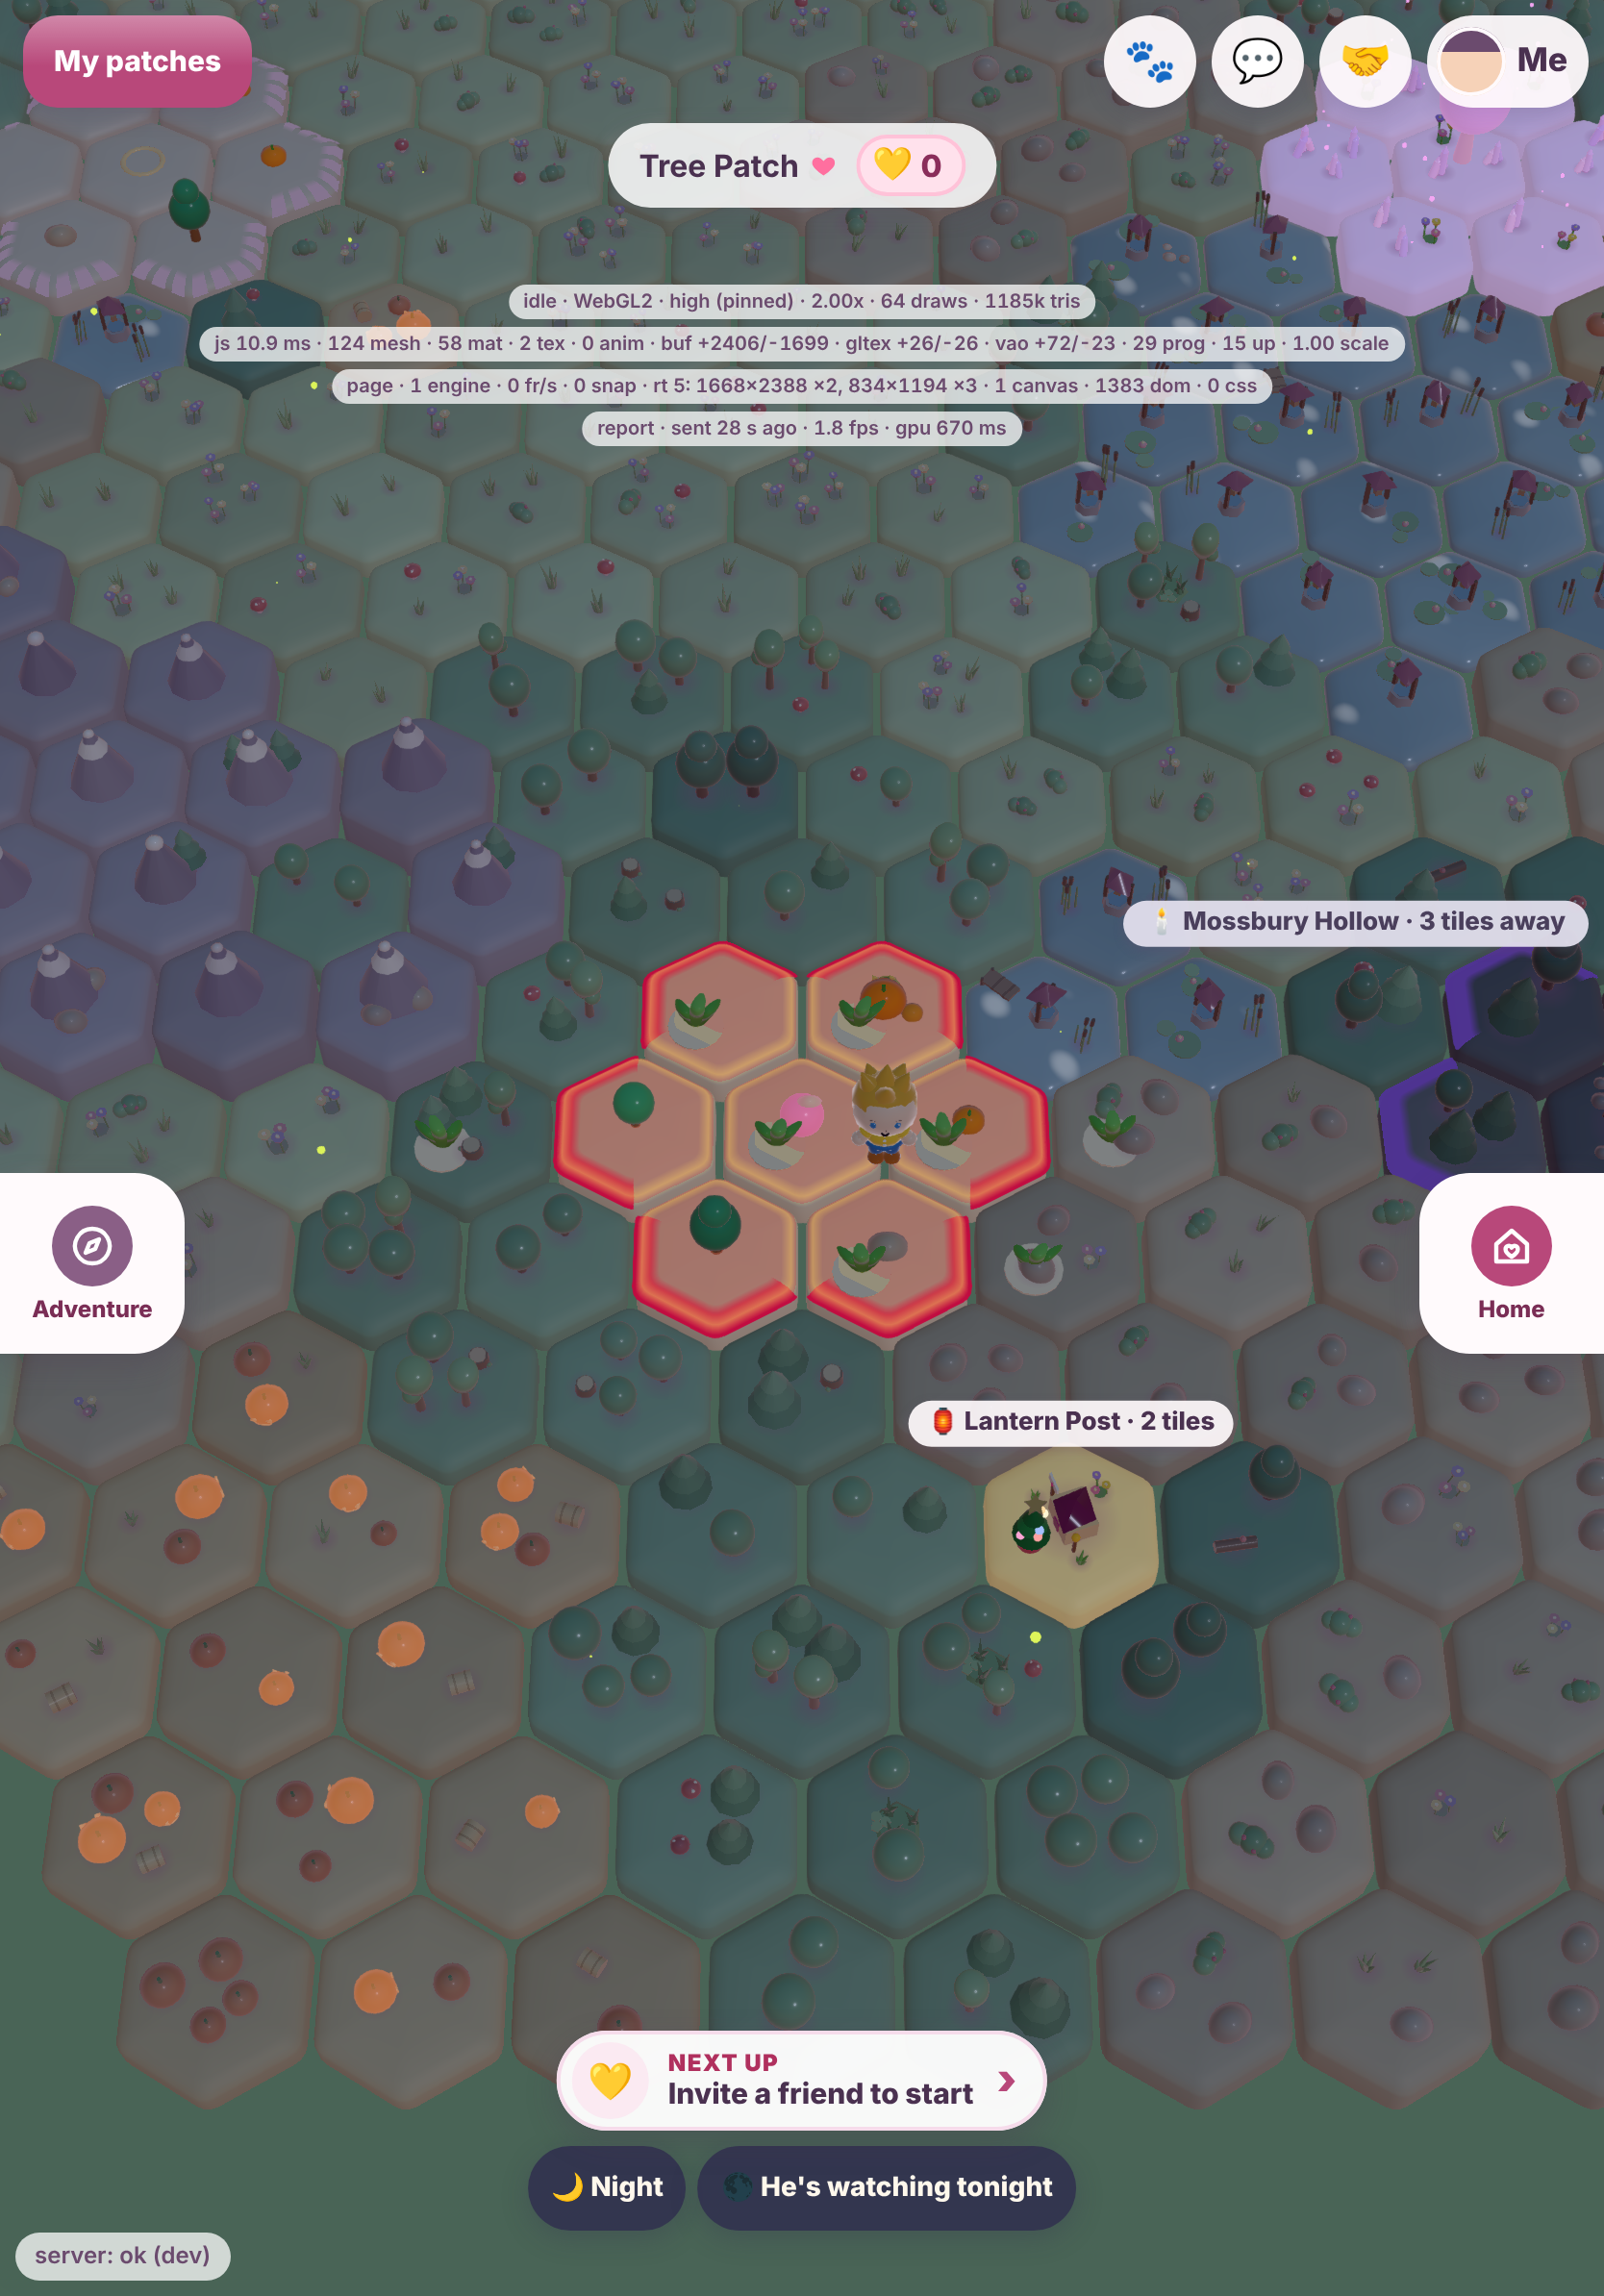 My patches
Me
Tree Patch
0
idle · WebGL2 · high (pinned) · 2.00x · 64 draws · 1185k tris
js 10.9 ms · 124 mesh · 58 mat · 2 tex · 0 anim · buf +2406/-1699 · gltex +26/-26 · vao +72/-23 · 29 prog · 15 up · 1.00 scale
page · 1 engine · 0 fr/s · 0 snap · rt 5: 1668×2388 ×2, 834×1194 ×3 · 1 canvas · 1383 dom · 0 css
report · sent 28 s ago · 1.8 fps · gpu 670 ms
Mossbury Hollow · 3 tiles away
Adventure
Home
Lantern Post · 2 tiles
NEXT UP
Invite a friend to start
Night
He's watching tonight
server: ok (dev)